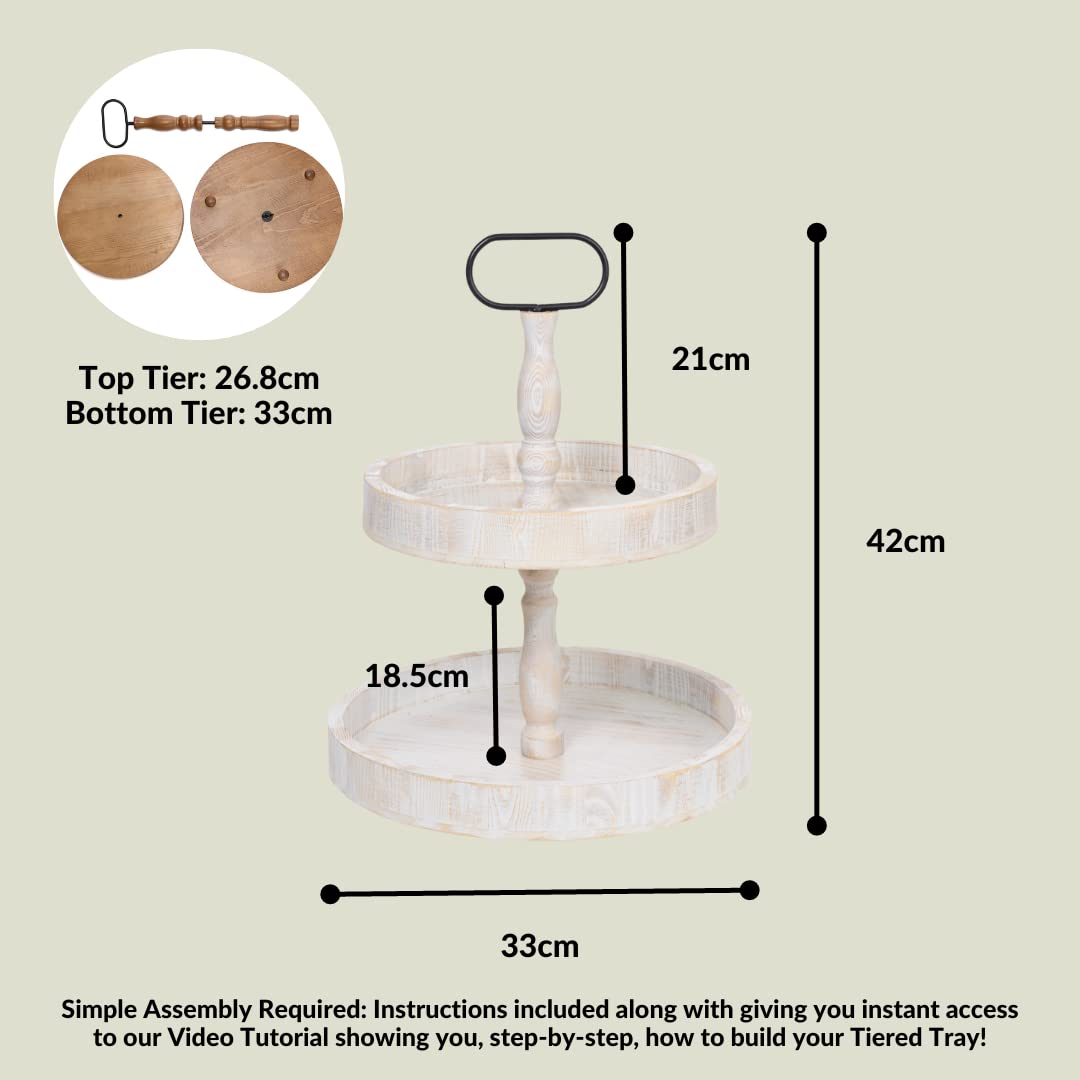 Top Tier: 26.8cm
Bottom Tier: 33cm
21cm
42cm
18.5cm
33cm
Simple Assembly Required: Instructions included along with giving you instant access
to our Video Tutorial showing you, step-by-step, how to build your Tiered Tray!